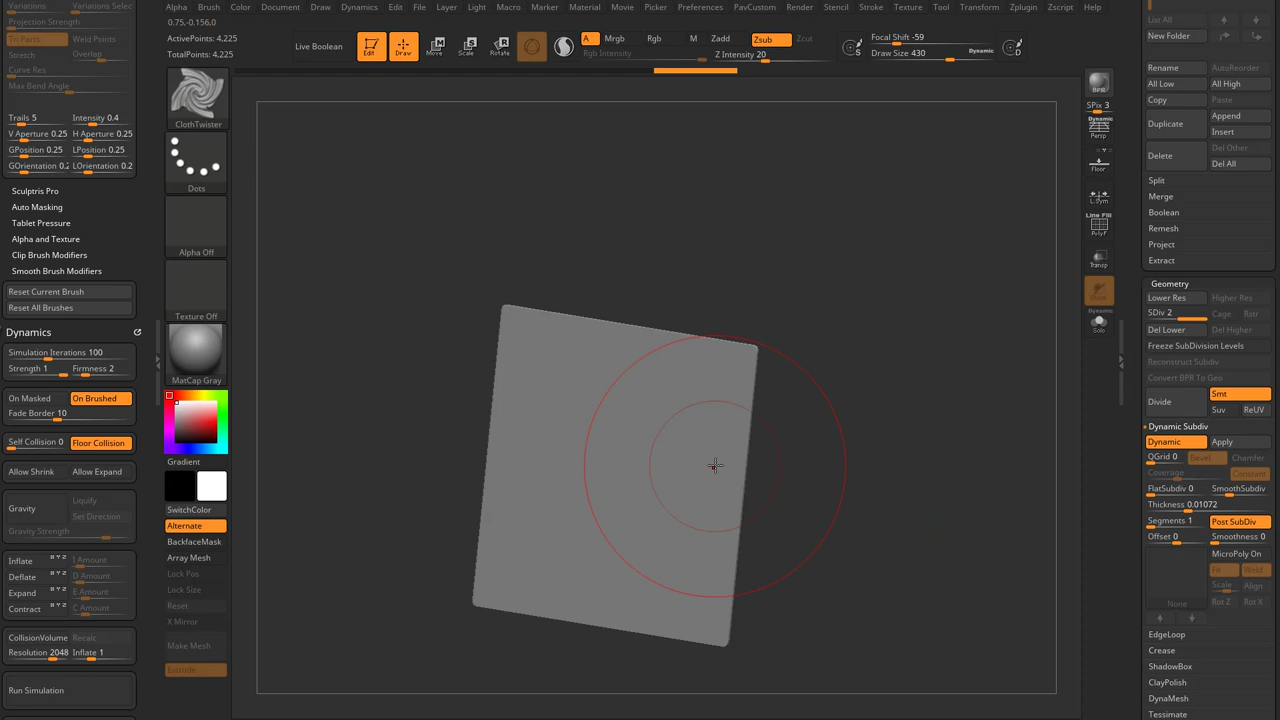 Alpha Brush Color Document Draw Dynamics Edit File Layer Light Macro Marker Material Movie Picker Preferences PavCustom Render Stencil Stroke Texture Tool Transform Zplugin Zscript Help
0.75,-0.156,0
ActivePoints: 4,225
TotalPoints: 4,225
Live Boolean
Edit
Draw
Move
Scale
Rotate
A
Mrgb
Rgb
M
Zadd
Zsub
Zcut
Rgb Intensity
Z Intensity 20
S
Focal Shift -59
Draw Size 430
Dynamic
D
Variations
Variations Selec
Projection Strength
Tri Parts
Weld Points
Stretch
Overlap
Curve Res
Max Bend Angle
Trails 5
Intensity 0.4
V Aperture 0.25
H Aperture 0.25
GPosition 0.25
LPosition 0.25
GOrientation 0.2
LOrientation 0.2
Sculptris Pro
Auto Masking
Tablet Pressure
Alpha and Texture
Clip Brush Modifiers
Smooth Brush Modifiers
Reset Current Brush
Reset All Brushes
Dynamics
Simulation Iterations 100
Strength 1
Firmness 2
On Masked
On Brushed
Fade Border 10
Self Collision 0
Floor Collision
Allow Shrink
Allow Expand
Gravity
Liquify
Set Direction
Gravity Strength
Inflate
X Y Z
I Amount
Deflate
X Y Z
D Amount
Expand
X Y Z
E Amount
Contract
X Y Z
C Amount
CollisionVolume
Recalc
Resolution 2048
Inflate 1
Run Simulation
ClothTwister
Dots
Alpha Off
Texture Off
MatCap Gray
Gradient
SwitchColor
Alternate
BackfaceMask
Array Mesh
Lock Pos
Lock Size
Reset
X Mirror
Make Mesh
Extrude
BPR
SPix 3
Dynamic
Persp
Floor
L.Sym
Line Fill
PolyF
Transp
Dynamic
Solo
List All
New Folder
Rename
AutoReorder
All Low
All High
Copy
Paste
Duplicate
Append
Insert
Delete
Del Other
Del All
Split
Merge
Boolean
Remesh
Project
Extract
Geometry
Lower Res
Higher Res
SDiv 2
Cage
Rstr
Del Lower
Del Higher
Freeze SubDivision Levels
Reconstruct Subdiv
Convert BPR To Geo
Divide
Smt
Suv
ReUV
Dynamic Subdiv
Dynamic
Apply
QGrid 0
Bevel
Chamfer
Coverage
Constant
FlatSubdiv 0
SmoothSubdiv
Thickness 0.01072
Segments 1
Post SubDiv
Offset 0
Smoothness 0
MicroPoly On
Fit
Weld
Scale
Align
None
Rot Z
Rot X
EdgeLoop
Crease
ShadowBox
ClayPolish
DynaMesh
Tessimate